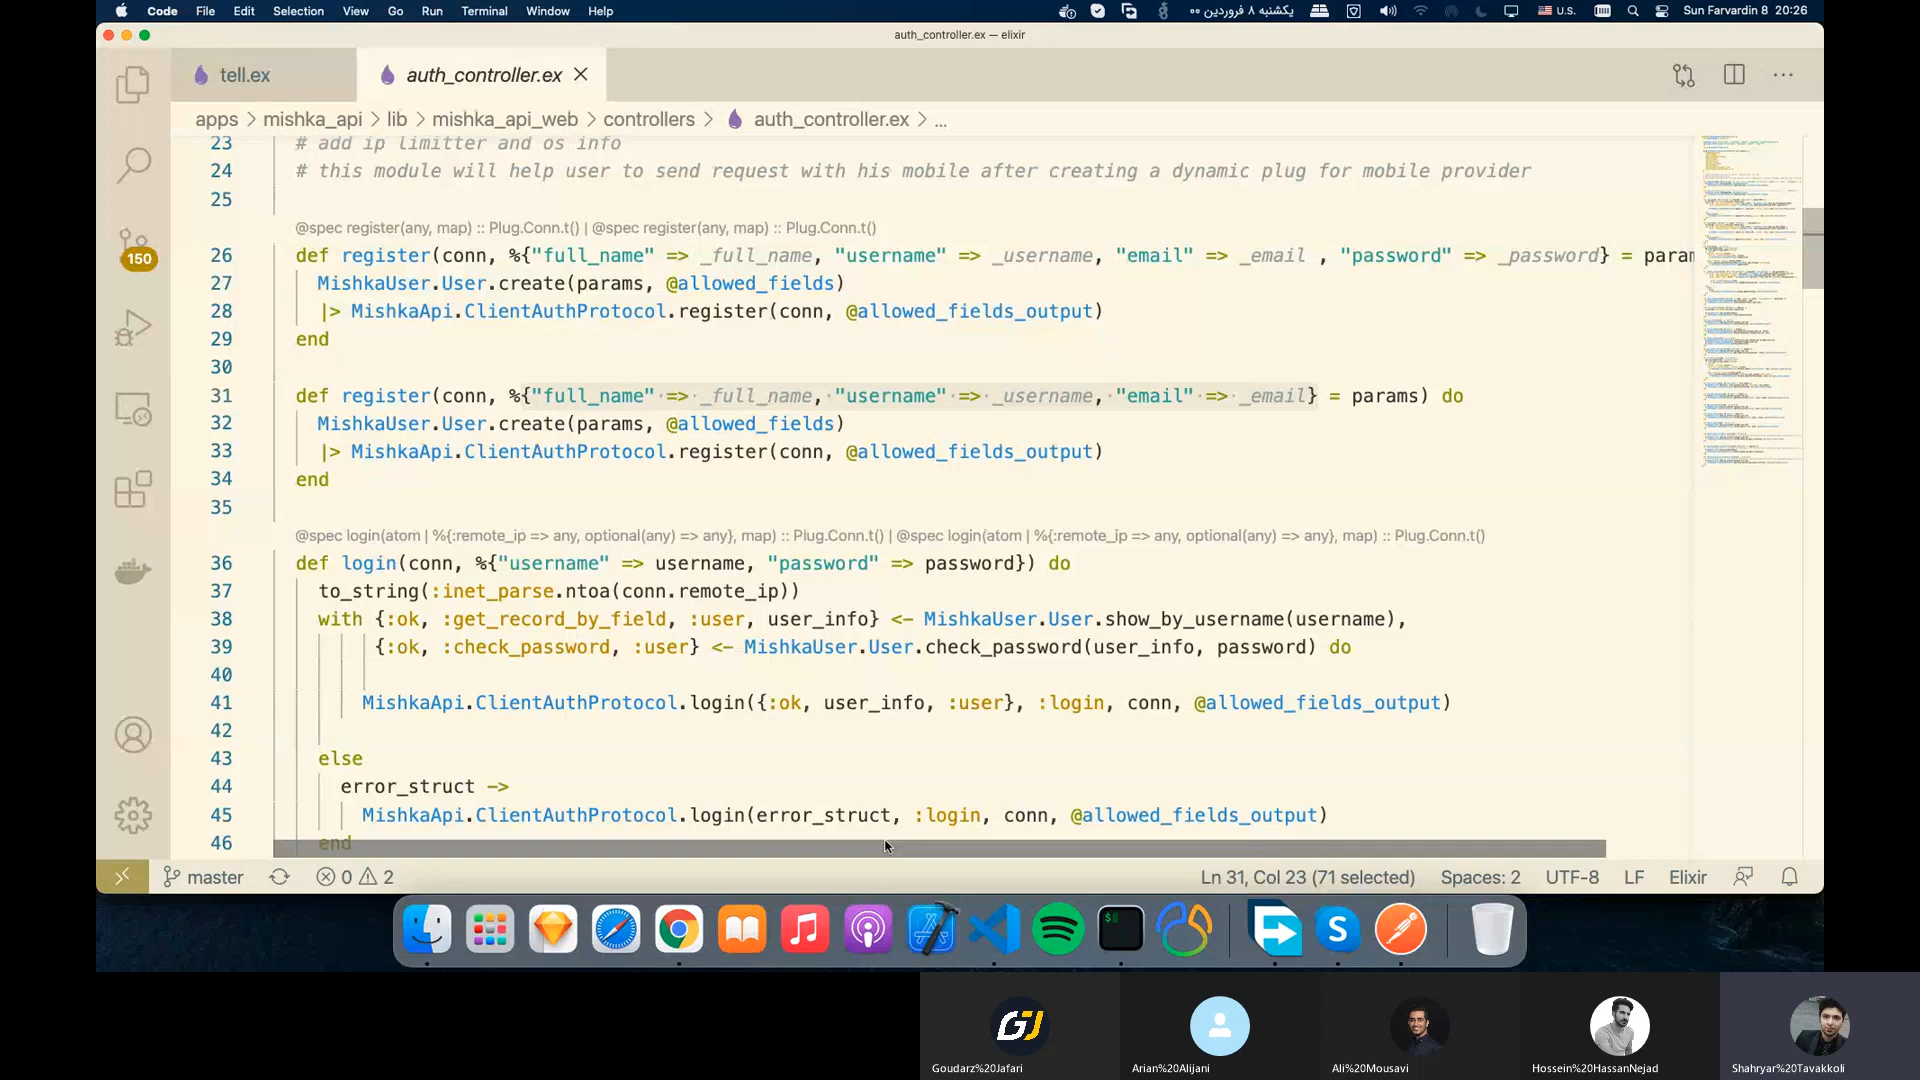 Code File Edit Selection View Go Run Terminal Window Help
یکشنبه ۸ فروردین ۰۰ U.S. Sun Farvardin 8 20:26
auth_controller.ex — elixir
tell.ex auth_controller.ex
apps > mishka_api > lib > mishka_api_web > controllers > auth_controller.ex > ...
23 # add ip limitter and os info
24 # this module will help user to send request with his mobile after creating a dynamic plug for mobile provider
25
@spec register(any, map) :: Plug.Conn.t() | @spec register(any, map) :: Plug.Conn.t()
26 def register(conn, %{"full_name" => _full_name, "username" => _username, "email" => _email , "password" => _password} = param
27 MishkaUser.User.create(params, @allowed_fields)
28 |> MishkaApi.ClientAuthProtocol.register(conn, @allowed_fields_output)
29 end
30
31 def register(conn, %{"full_name" => _full_name, "username" => _username, "email" => _email} = params) do
32 MishkaUser.User.create(params, @allowed_fields)
33 |> MishkaApi.ClientAuthProtocol.register(conn, @allowed_fields_output)
34 end
35
@spec login(atom | %{:remote_ip => any, optional(any) => any}, map) :: Plug.Conn.t() | @spec login(atom | %{:remote_ip => any, optional(any) => any}, map) :: Plug.Conn.t()
36 def login(conn, %{"username" => username, "password" => password}) do
37 to_string(:inet_parse.ntoa(conn.remote_ip))
38 with {:ok, :get_record_by_field, :user, user_info} <- MishkaUser.User.show_by_username(username),
39 {:ok, :check_password, :user} <- MishkaUser.User.check_password(user_info, password) do
40
41 MishkaApi.ClientAuthProtocol.login({:ok, user_info, :user}, :login, conn, @allowed_fields_output)
42
43 else
44 error_struct ->
45 MishkaApi.ClientAuthProtocol.login(error_struct, :login, conn, @allowed_fields_output)
46 end
150
master 0 2 Ln 31, Col 23 (71 selected) Spaces: 2 UTF-8 LF Elixir
Goudarz%20Jafari Arian%20Alijani Ali%20Mousavi Hossein%20HassanNejad Shahryar%20Tavakkoli